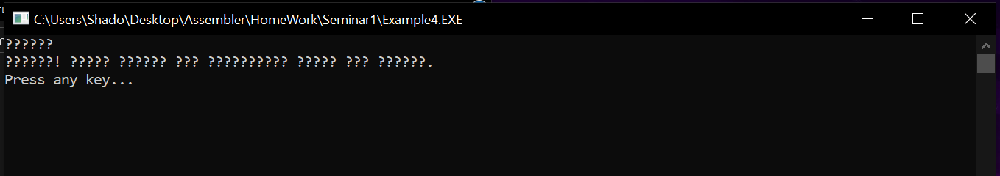 C:\Users\Shado\Desktop\Assembler\HomeWork\Seminar1\Example4.EXE
??????
??????! ????? ?????? ??? ?????????? ????? ??? ??????.
Press any key...